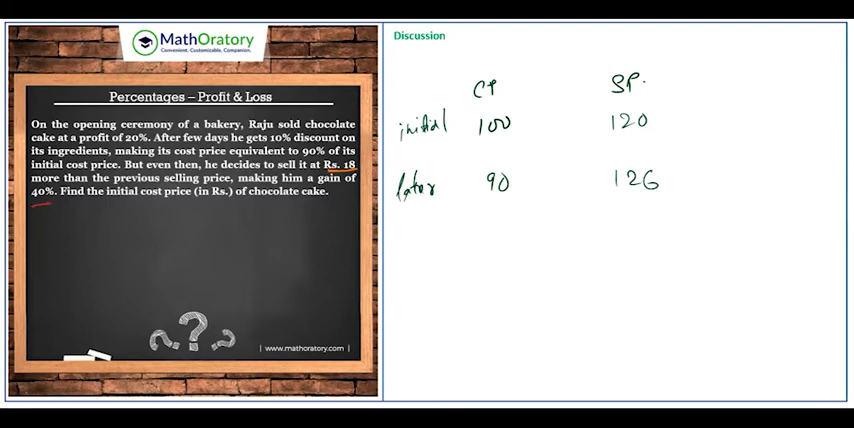 MathOratory
Convenient. Customizable. Companion.
Percentages – Profit & Loss
On the opening ceremony of a bakery, Raju sold chocolate
cake at a profit of 20%. After few days he gets 10% discount on
its ingredients, making its cost price equivalent to 90% of its
initial cost price. But even then, he decides to sell it at Rs. 18
more than the previous selling price, making him a gain of
40%. Find the initial cost price (in Rs.) of chocolate cake.
| www.mathoratory.com |
Discussion
CP SP.
initial 100 120
later 90 126